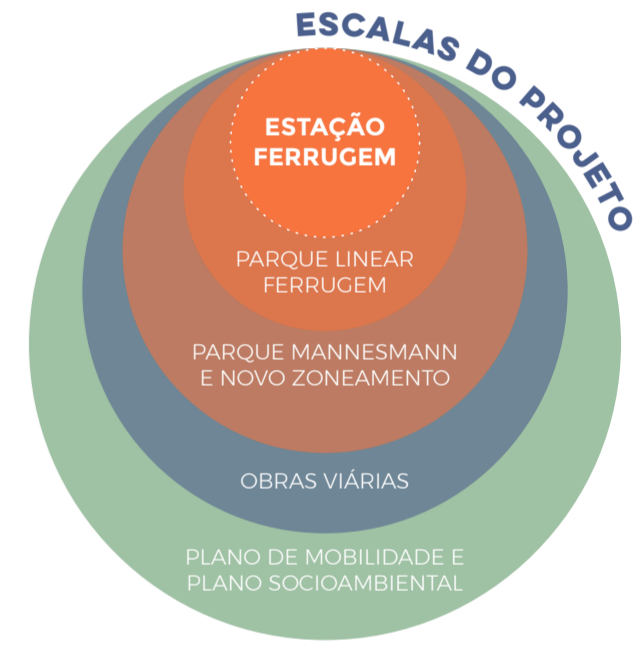 ESCALAS DO PROJETO
ESTAÇÃO
FERRUGEM
PARQUE LINEAR
FERRUGEM
PARQUE MANNESMANN
E NOVO ZONEAMENTO
OBRAS VIÁRIAS
PLANO DE MOBILIDADE E
PLANO SOCIOAMBIENTAL